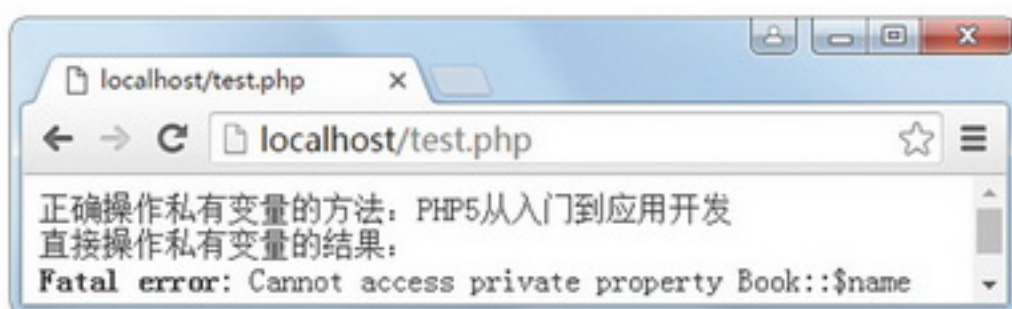 localhost/test.php
localhost/test.php
正确操作私有变量的方法：PHP5从入门到应用开发
直接操作私有变量的结果：
Fatal error: Cannot access private property Book::$name